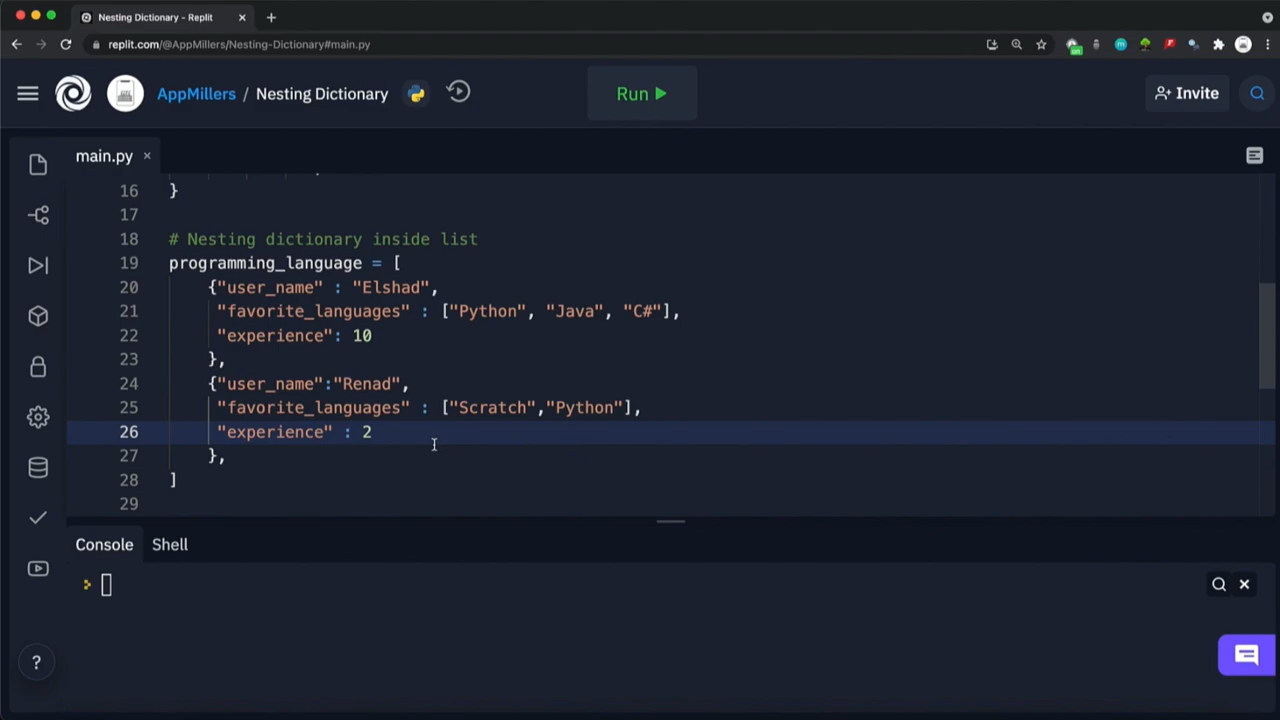 Nesting Dictionary - Replit
replit.com/@AppMillers/Nesting-Dictionary#main.py
AppMillers / Nesting Dictionary
Run
Invite
main.py
16 }
17
18 # Nesting dictionary inside list
19 programming_language = [
20 {"user_name" : "Elshad",
21 "favorite_languages" : ["Python", "Java", "C#"],
22 "experience": 10
23 },
24 {"user_name":"Renad",
25 "favorite_languages" : ["Scratch","Python"],
26 "experience" : 2
27 },
28 ]
29
Console Shell
?